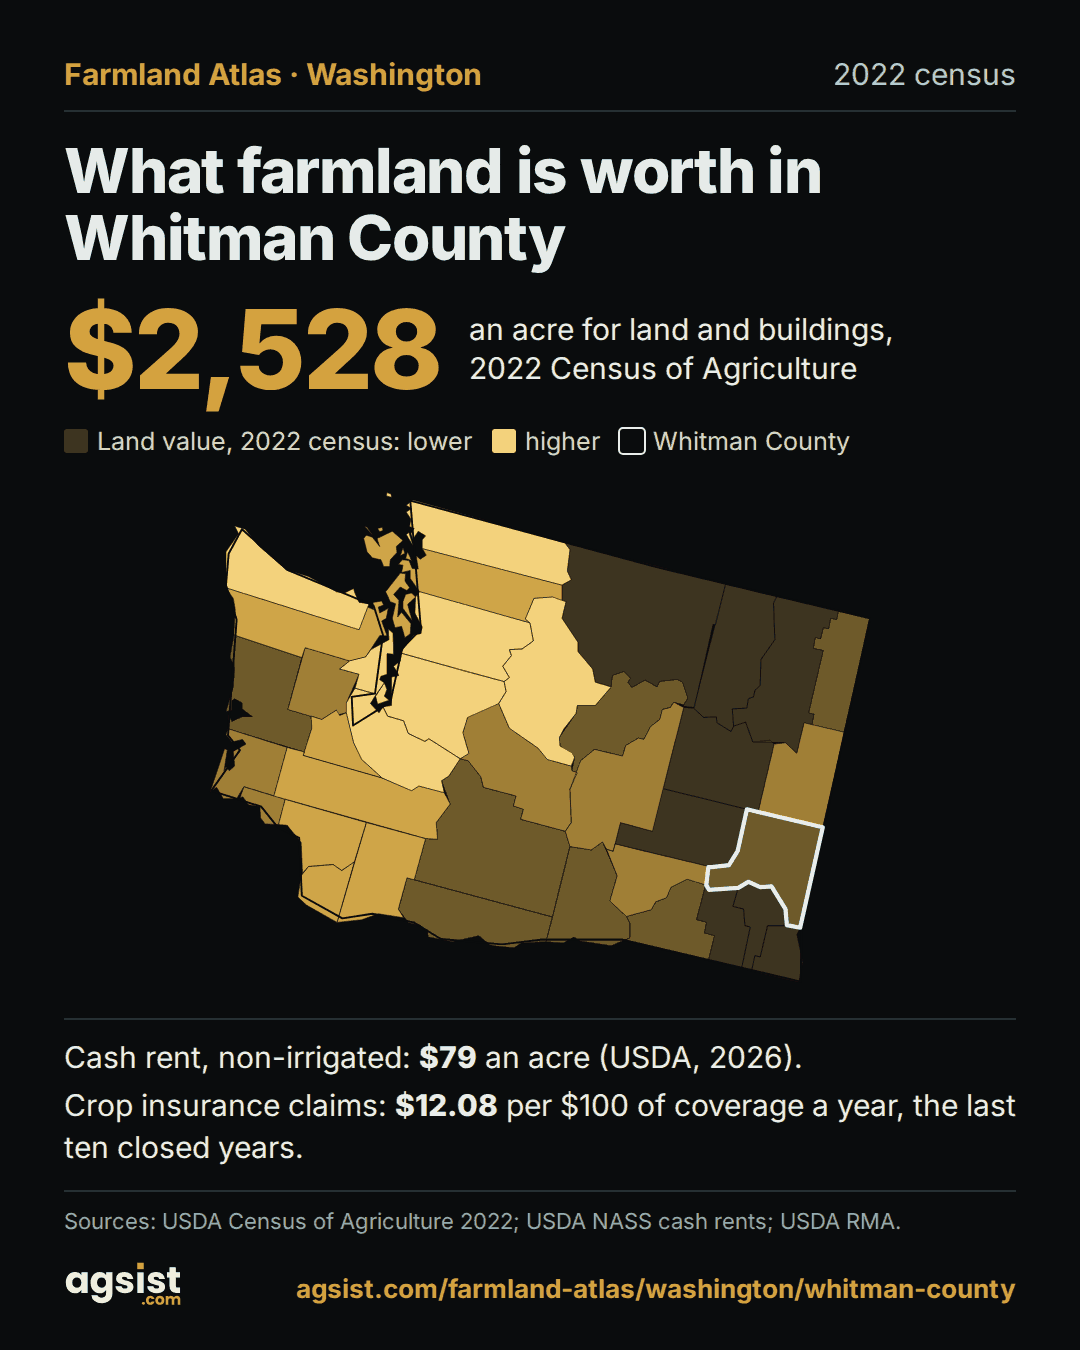 Farmland Atlas · Washington
2022 census
What farmland is worth in
Whitman County
$2,528
an acre for land and buildings,
2022 Census of Agriculture
Land value, 2022 census: lower
higher
Whitman County
Cash rent, non-irrigated: $79 an acre (USDA, 2026).
Crop insurance claims: $12.08 per $100 of coverage a year, the last
ten closed years.
Sources: USDA Census of Agriculture 2022; USDA NASS cash rents; USDA RMA.
agsist
.com
agsist.com/farmland-atlas/washington/whitman-county